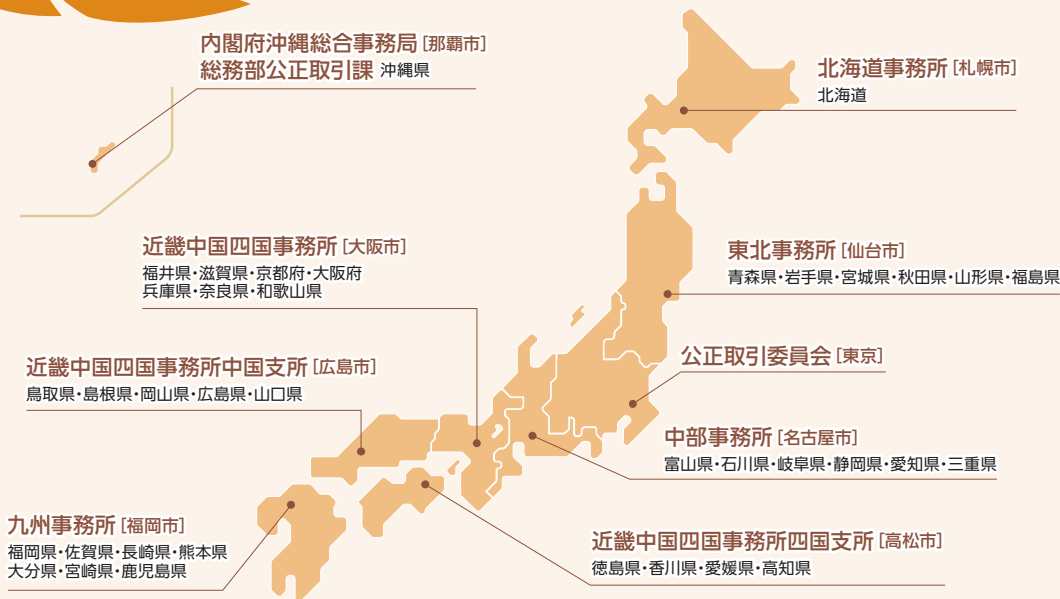 内閣府沖縄総合事務局 [那覇市]
総務部公正取引課 沖縄県
北海道事務所 [札幌市]
北海道
近畿中国四国事務所 [大阪市]
福井県・滋賀県・京都府・大阪府
兵庫県・奈良県・和歌山県
東北事務所 [仙台市]
青森県・岩手県・宮城県・秋田県・山形県・福島県
近畿中国四国事務所中国支所 [広島市]
鳥取県・島根県・岡山県・広島県・山口県
公正取引委員会 [東京]
中部事務所 [名古屋市]
富山県・石川県・岐阜県・静岡県・愛知県・三重県
九州事務所 [福岡市]
福岡県・佐賀県・長崎県・熊本県
大分県・宮崎県・鹿児島県
近畿中国四国事務所四国支所 [高松市]
徳島県・香川県・愛媛県・高知県